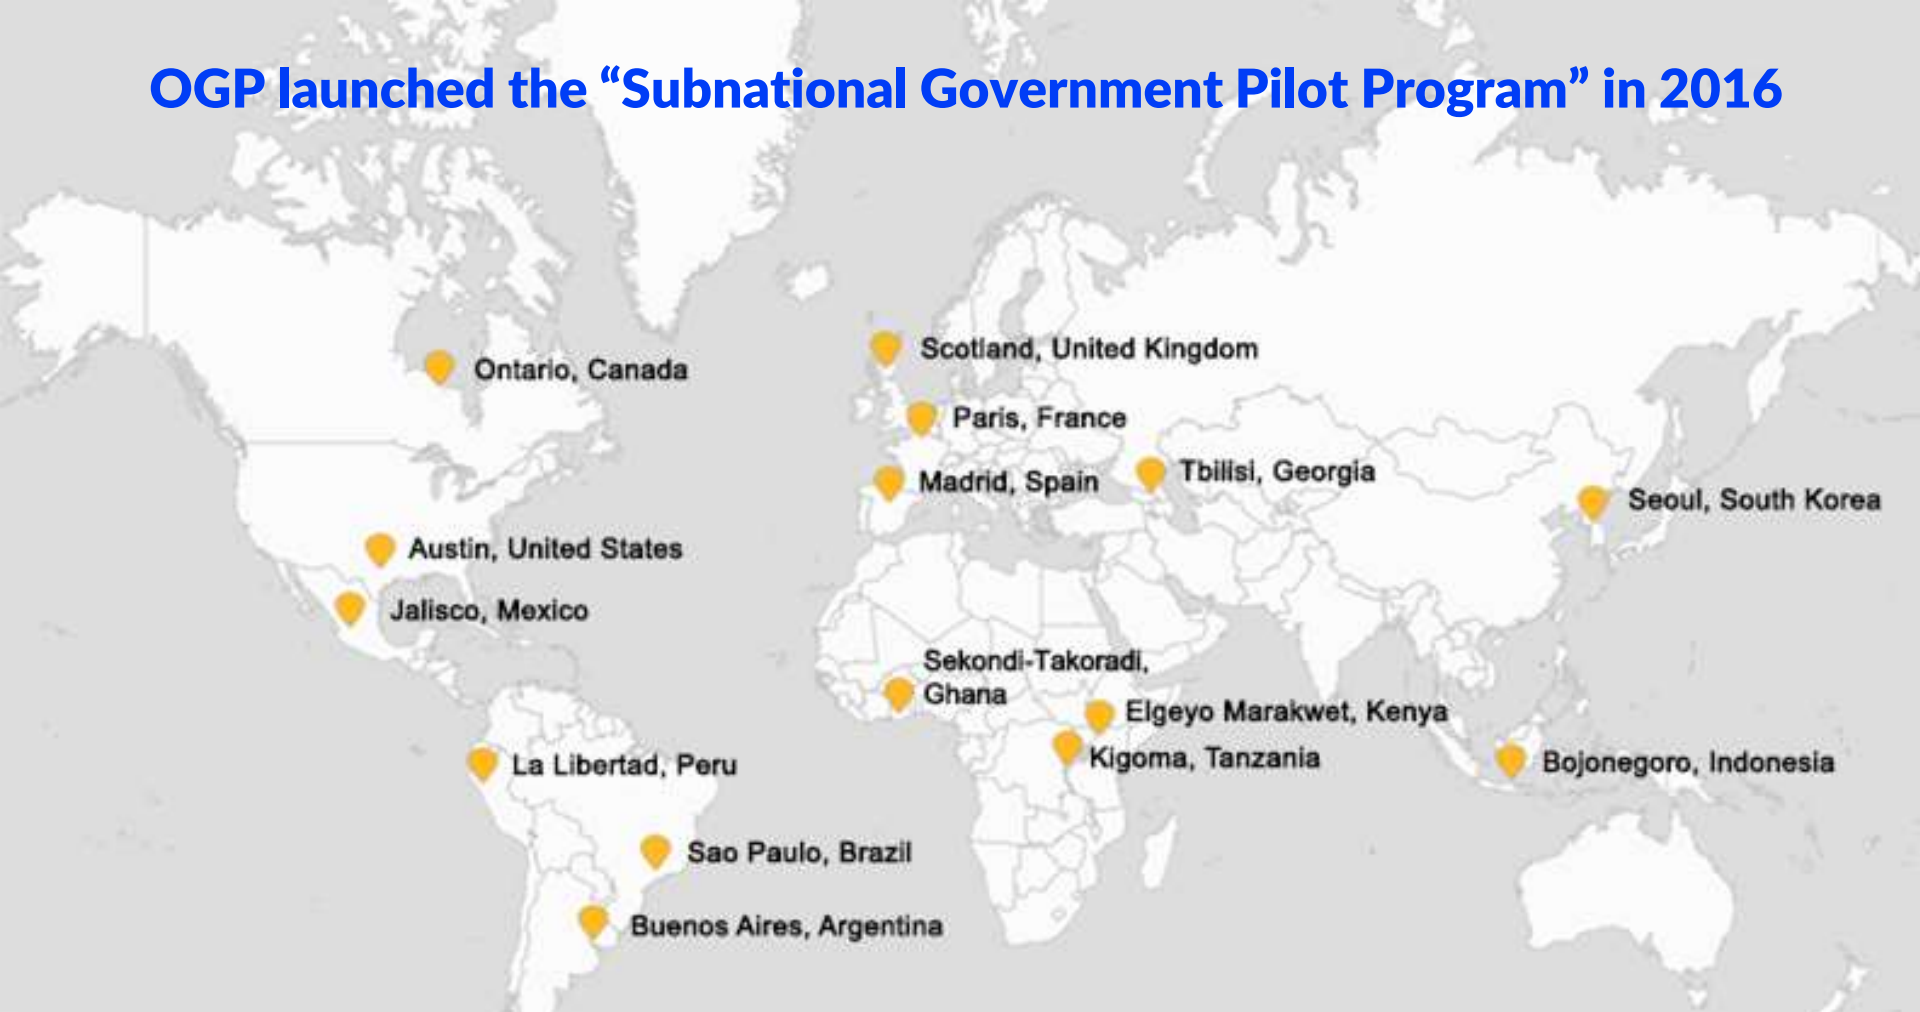 OGP launched the “Subnational Government Pilot Program” in 2016
Scotland, United Kingdom
Ontario, Canada
Paris, France
Tbilisi, Georgia
Madrid, Spain
Seoul, South Korea
Austin, United States
Jalisco, Mexico
Sekondi-Takoradi,
Ghana
Elgeyo Marakwet, Kenya
Kigoma, Tanzania
La Libertad, Peru
Bojonegoro, Indonesia
Sao Paulo, Brazil
Buenos Aires, Argentina